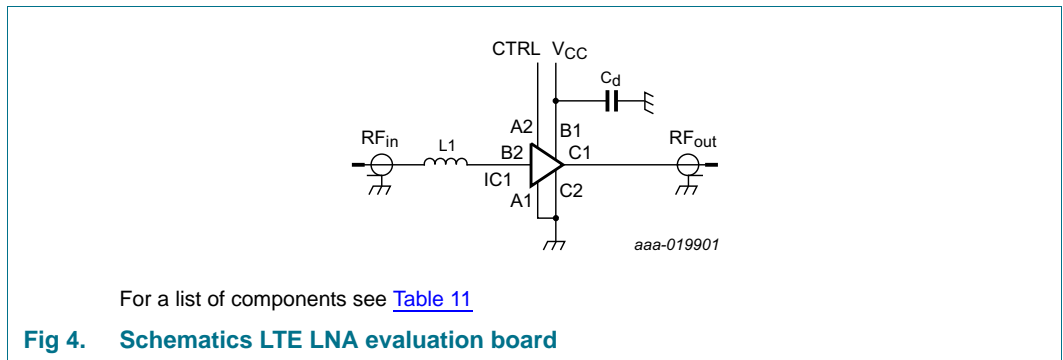 CTRL VCC
Cd
A2 B1
RFin L1 B2 C1 RFout
IC1
A1 C2
aaa-019901
For a list of components see Table 11
Fig 4. Schematics LTE LNA evaluation board